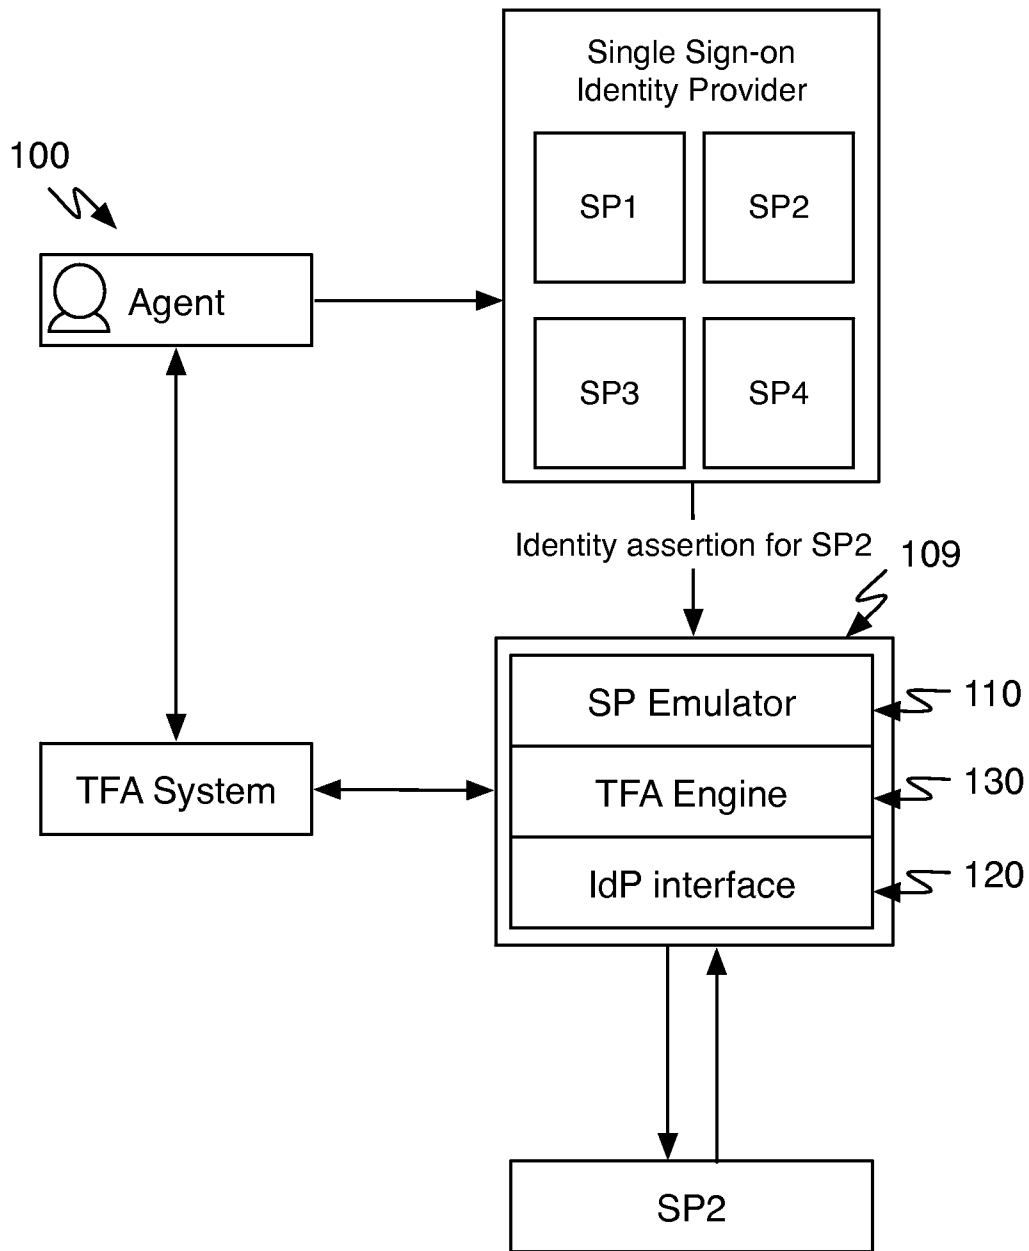 Single Sign-on
Identity Provider
100
SP1
SP2
Agent
SP3
SP4
Identity assertion for SP2
109
SP Emulator
110
TFA System
TFA Engine
130
IdP interface
120
SP2